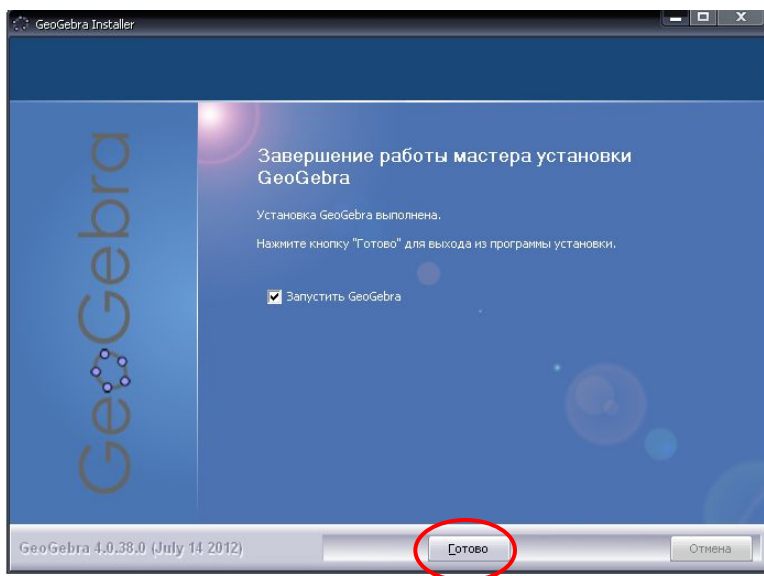 GeoGebra Installer
GeoGebra
Завершение работы мастера установки
GeoGebra
Установка GeoGebra выполнена.
Нажмите кнопку "Готово" для выхода из программы установки.
Запустить GeoGebra
GeoGebra 4.0.38.0 (July 14 2012)
Готово
Отмена